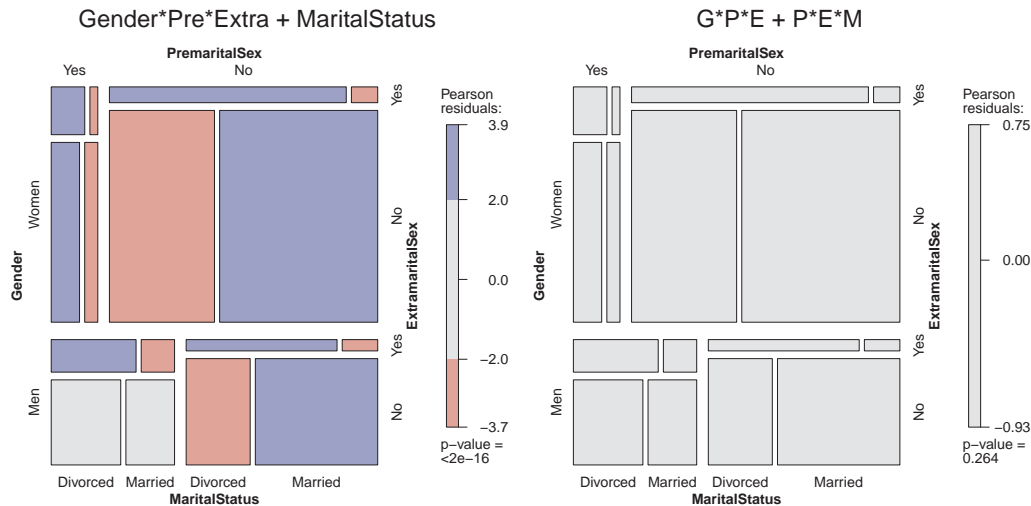 Gender*Pre*Extra + MaritalStatus
PremaritalSex
Yes No
Gender
Women
Men
Yes
No
Yes
No
ExtramaritalSex
Divorced Married Divorced Married
MaritalStatus
Pearson
residuals:
3.9
2.0
0.0
−2.0
−3.7
p−value =
<2e−16
G*P*E + P*E*M
PremaritalSex
Yes No
Gender
Women
Men
Yes
No
Yes
No
ExtramaritalSex
Divorced Married Divorced Married
MaritalStatus
Pearson
residuals:
0.75
0.00
−0.93
p−value =
0.264